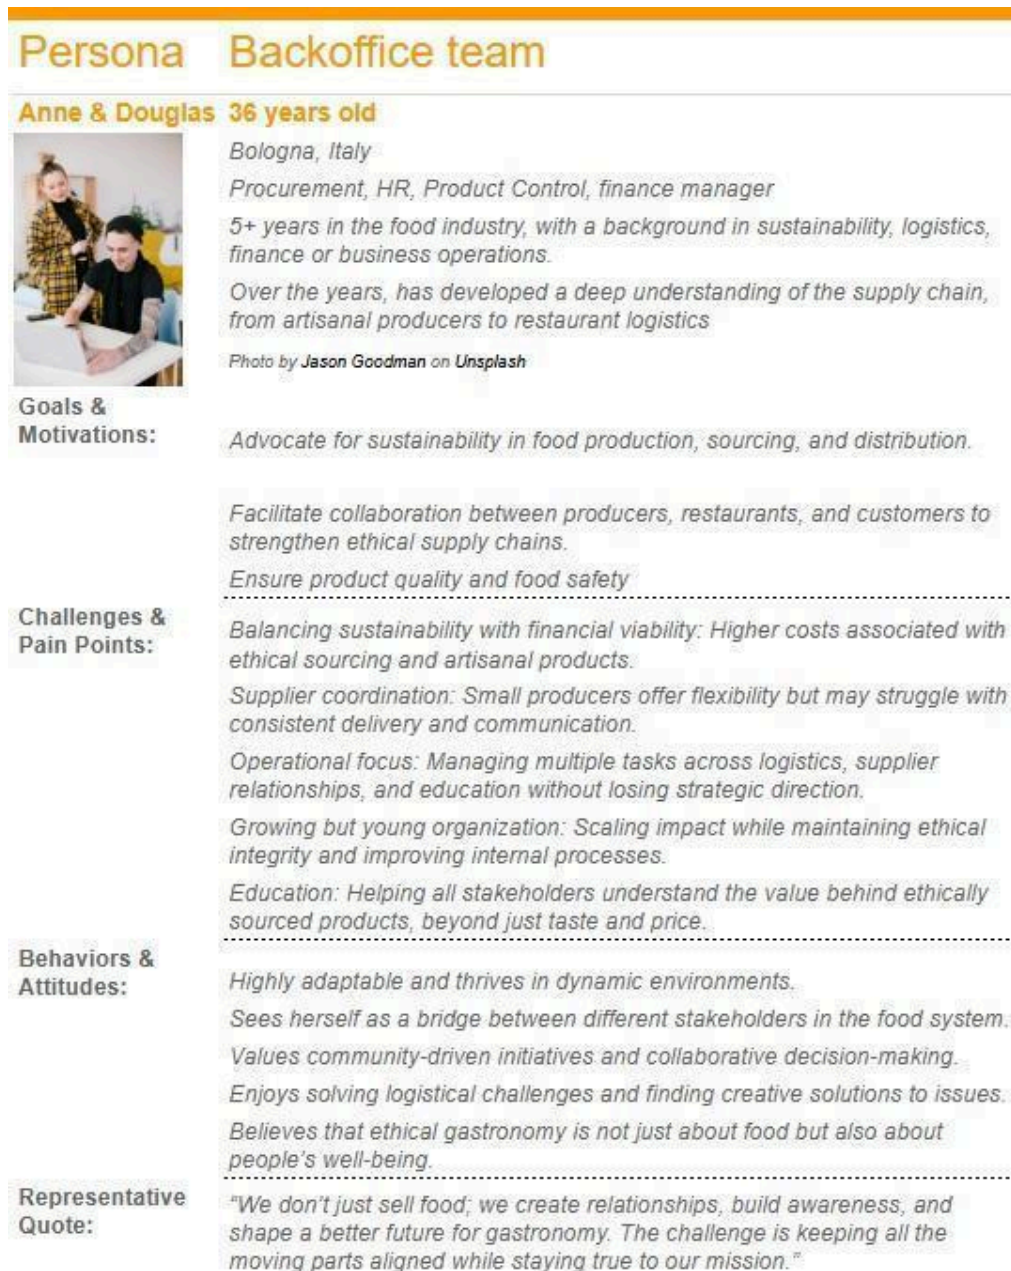 Persona Backoffice team
Anne & Douglas 36 years old
Bologna, Italy
Procurement, HR, Product Control, finance manager
5+ years in the food industry, with a background in sustainability, logistics,
finance or business operations.
Over the years, has developed a deep understanding of the supply chain,
from artisanal producers to restaurant logistics
Photo by Jason Goodman on Unsplash
Goals &
Motivations:
Advocate for sustainability in food production, sourcing, and distribution.
Facilitate collaboration between producers, restaurants, and customers to
strengthen ethical supply chains.
Ensure product quality and food safety
Challenges &
Pain Points:
Balancing sustainability with financial viability: Higher costs associated with
ethical sourcing and artisanal products.
Supplier coordination: Small producers offer flexibility but may struggle with
consistent delivery and communication.
Operational focus: Managing multiple tasks across logistics, supplier
relationships, and education without losing strategic direction.
Growing but young organization: Scaling impact while maintaining ethical
integrity and improving internal processes.
Education: Helping all stakeholders understand the value behind ethically
sourced products, beyond just taste and price.
Behaviors &
Attitudes:
Highly adaptable and thrives in dynamic environments.
Sees herself as a bridge between different stakeholders in the food system.
Values community-driven initiatives and collaborative decision-making.
Enjoys solving logistical challenges and finding creative solutions to issues.
Believes that ethical gastronomy is not just about food but also about
people's well-being.
Representative
Quote:
"We don't just sell food; we create relationships, build awareness, and
shape a better future for gastronomy. The challenge is keeping all the
moving parts aligned while staying true to our mission."